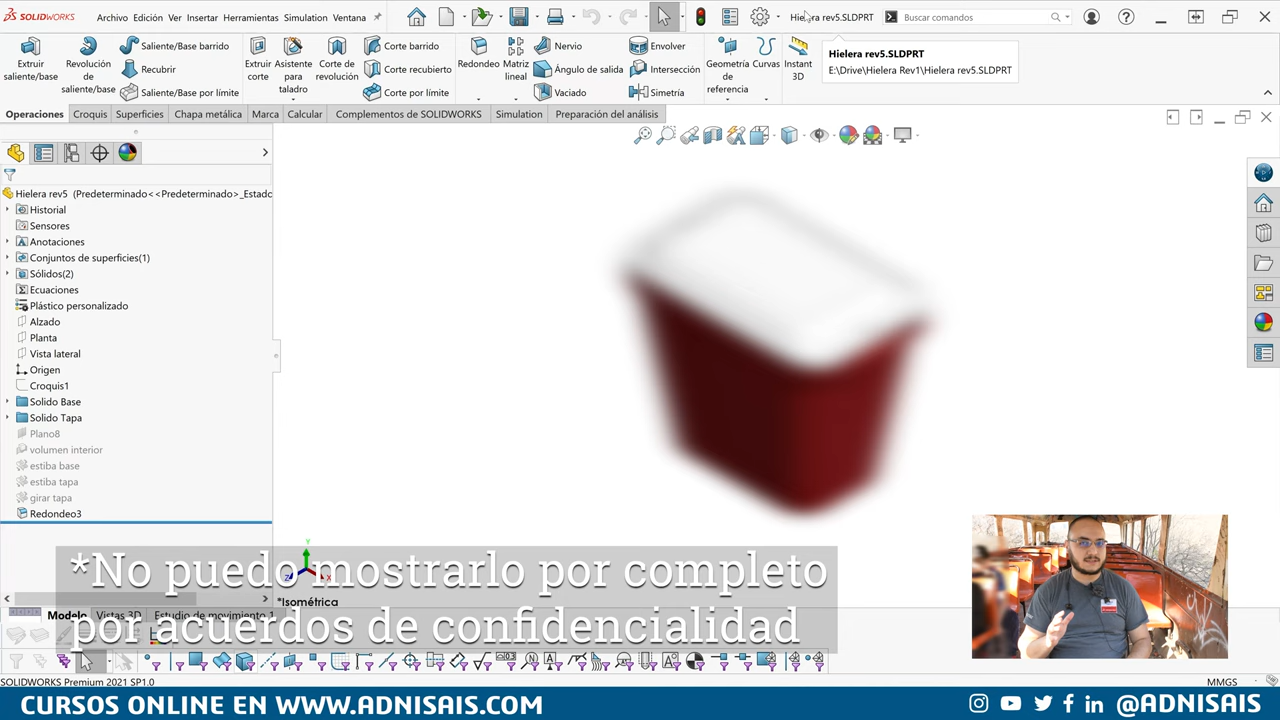 SOLIDWORKS
Archivo Edición Ver Insertar Herramientas Simulation Ventana
Hielera rev5.SLDPRT
Buscar comandos
Extruir saliente/base
Revolución de saliente/base
Saliente/Base barrido
Recubrir
Saliente/Base por límite
Extruir corte
Asistente para taladro
Corte de revolución
Corte barrido
Corte recubierto
Corte por límite
Redondeo
Matriz lineal
Nervio
Ángulo de salida
Vaciado
Envolver
Intersección
Simetría
Geometría de referencia
Curvas
Instant 3D
Hielera rev5.SLDPRT
E:\Drive\Hielera Rev1\Hielera rev5.SLDPRT
Operaciones Croquis Superficies Chapa metálica Marca Calcular Complementos de SOLIDWORKS Simulation Preparación del análisis
Hielera rev5 (Predeterminado<<Predeterminado>_Estado
Historial
Sensores
Anotaciones
Conjuntos de superficies(1)
Sólidos(2)
Ecuaciones
Plástico personalizado
Alzado
Planta
Vista lateral
Origen
Croquis1
Solido Base
Solido Tapa
Plano8
volumen interior
estiba base
estiba tapa
girar tapa
Redondeo3
*No puedo mostrarlo por completo
por acuerdos de confidencialidad
Y
Z
X
*Isométrica
Modelo Vistas 3D Estudio de movimiento 1
SOLIDWORKS Premium 2021 SP1.0
MMGS
CURSOS ONLINE EN WWW.ADNISAIS.COM
@ADNISAIS